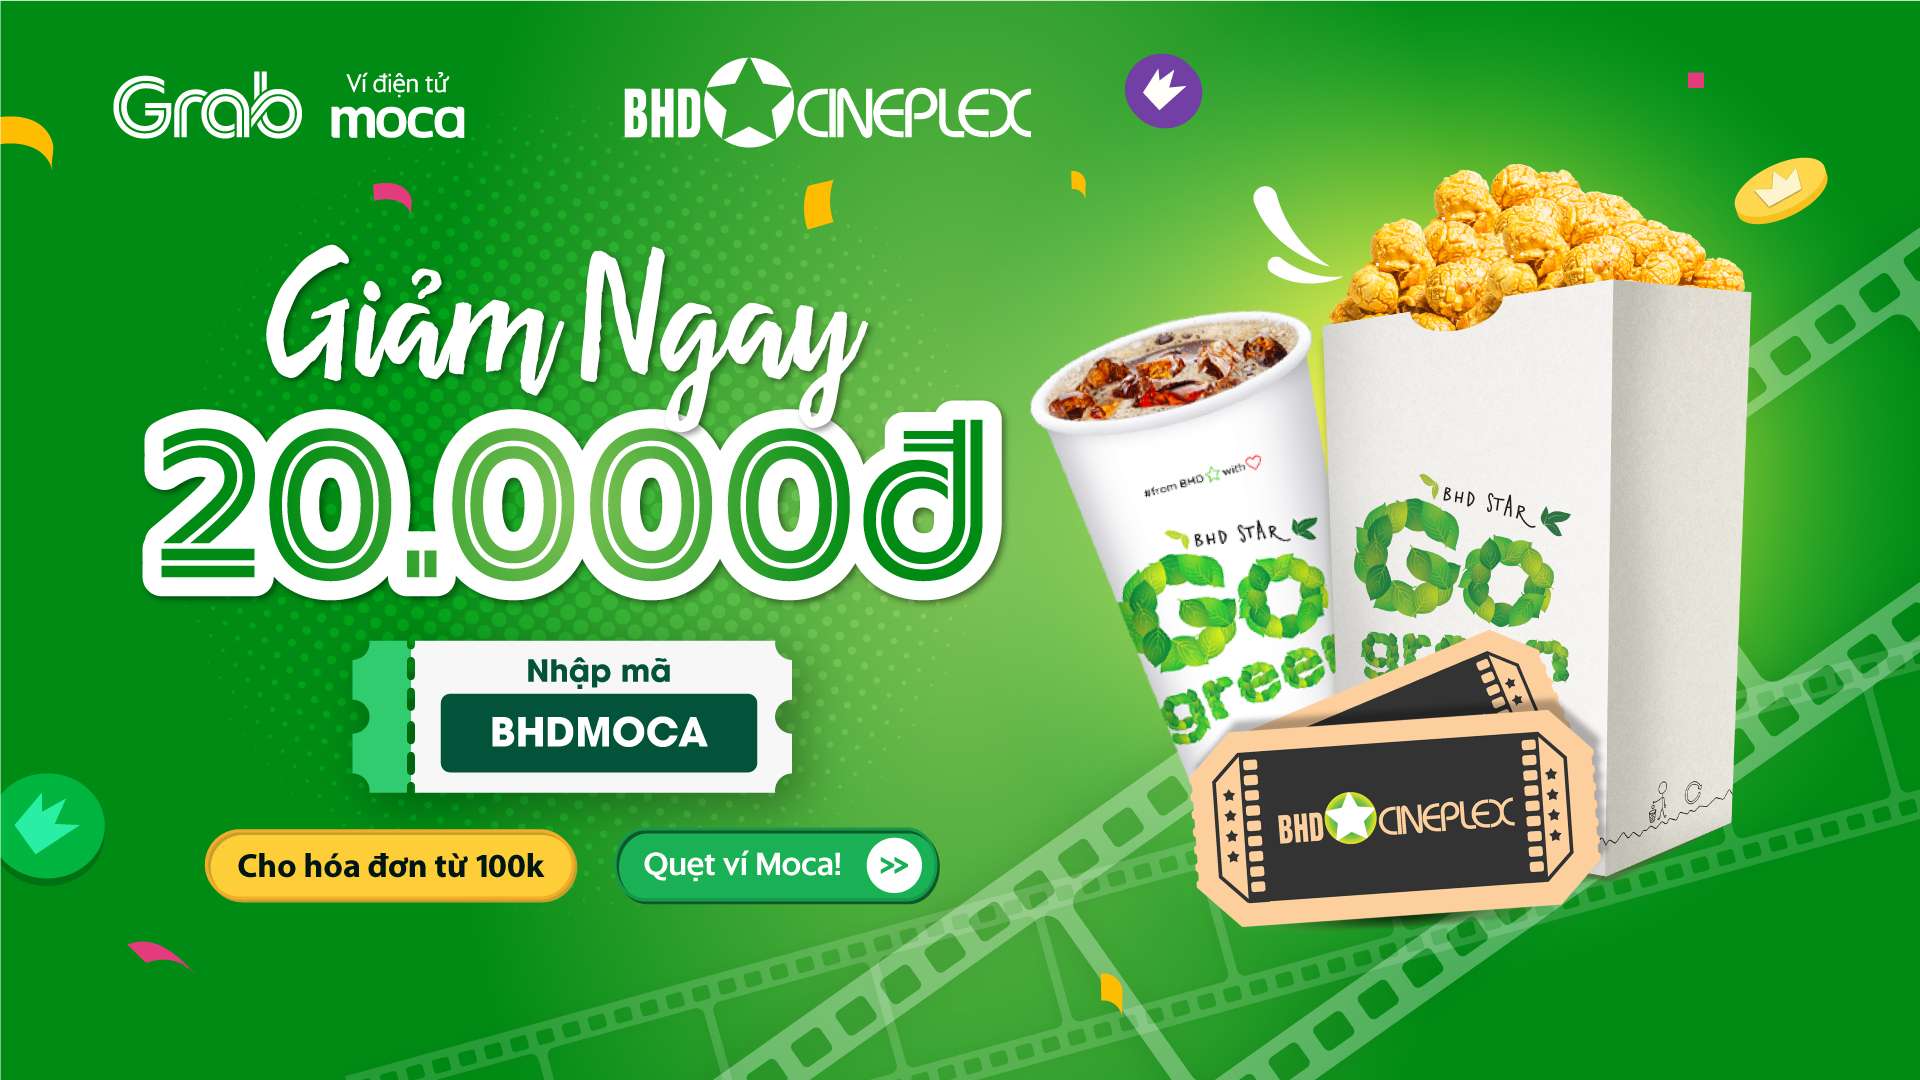 Grab
Ví điện tử
moca
BHD CINEPLEX
Giảm Ngay
20.000đ
Nhập mã
BHDMOCA
Cho hóa đơn từ 100k
Quẹt ví Moca! >>
#from BHD with
BHD STAR
Go
green
BHD STAR
Go
green
BHD CINEPLEX